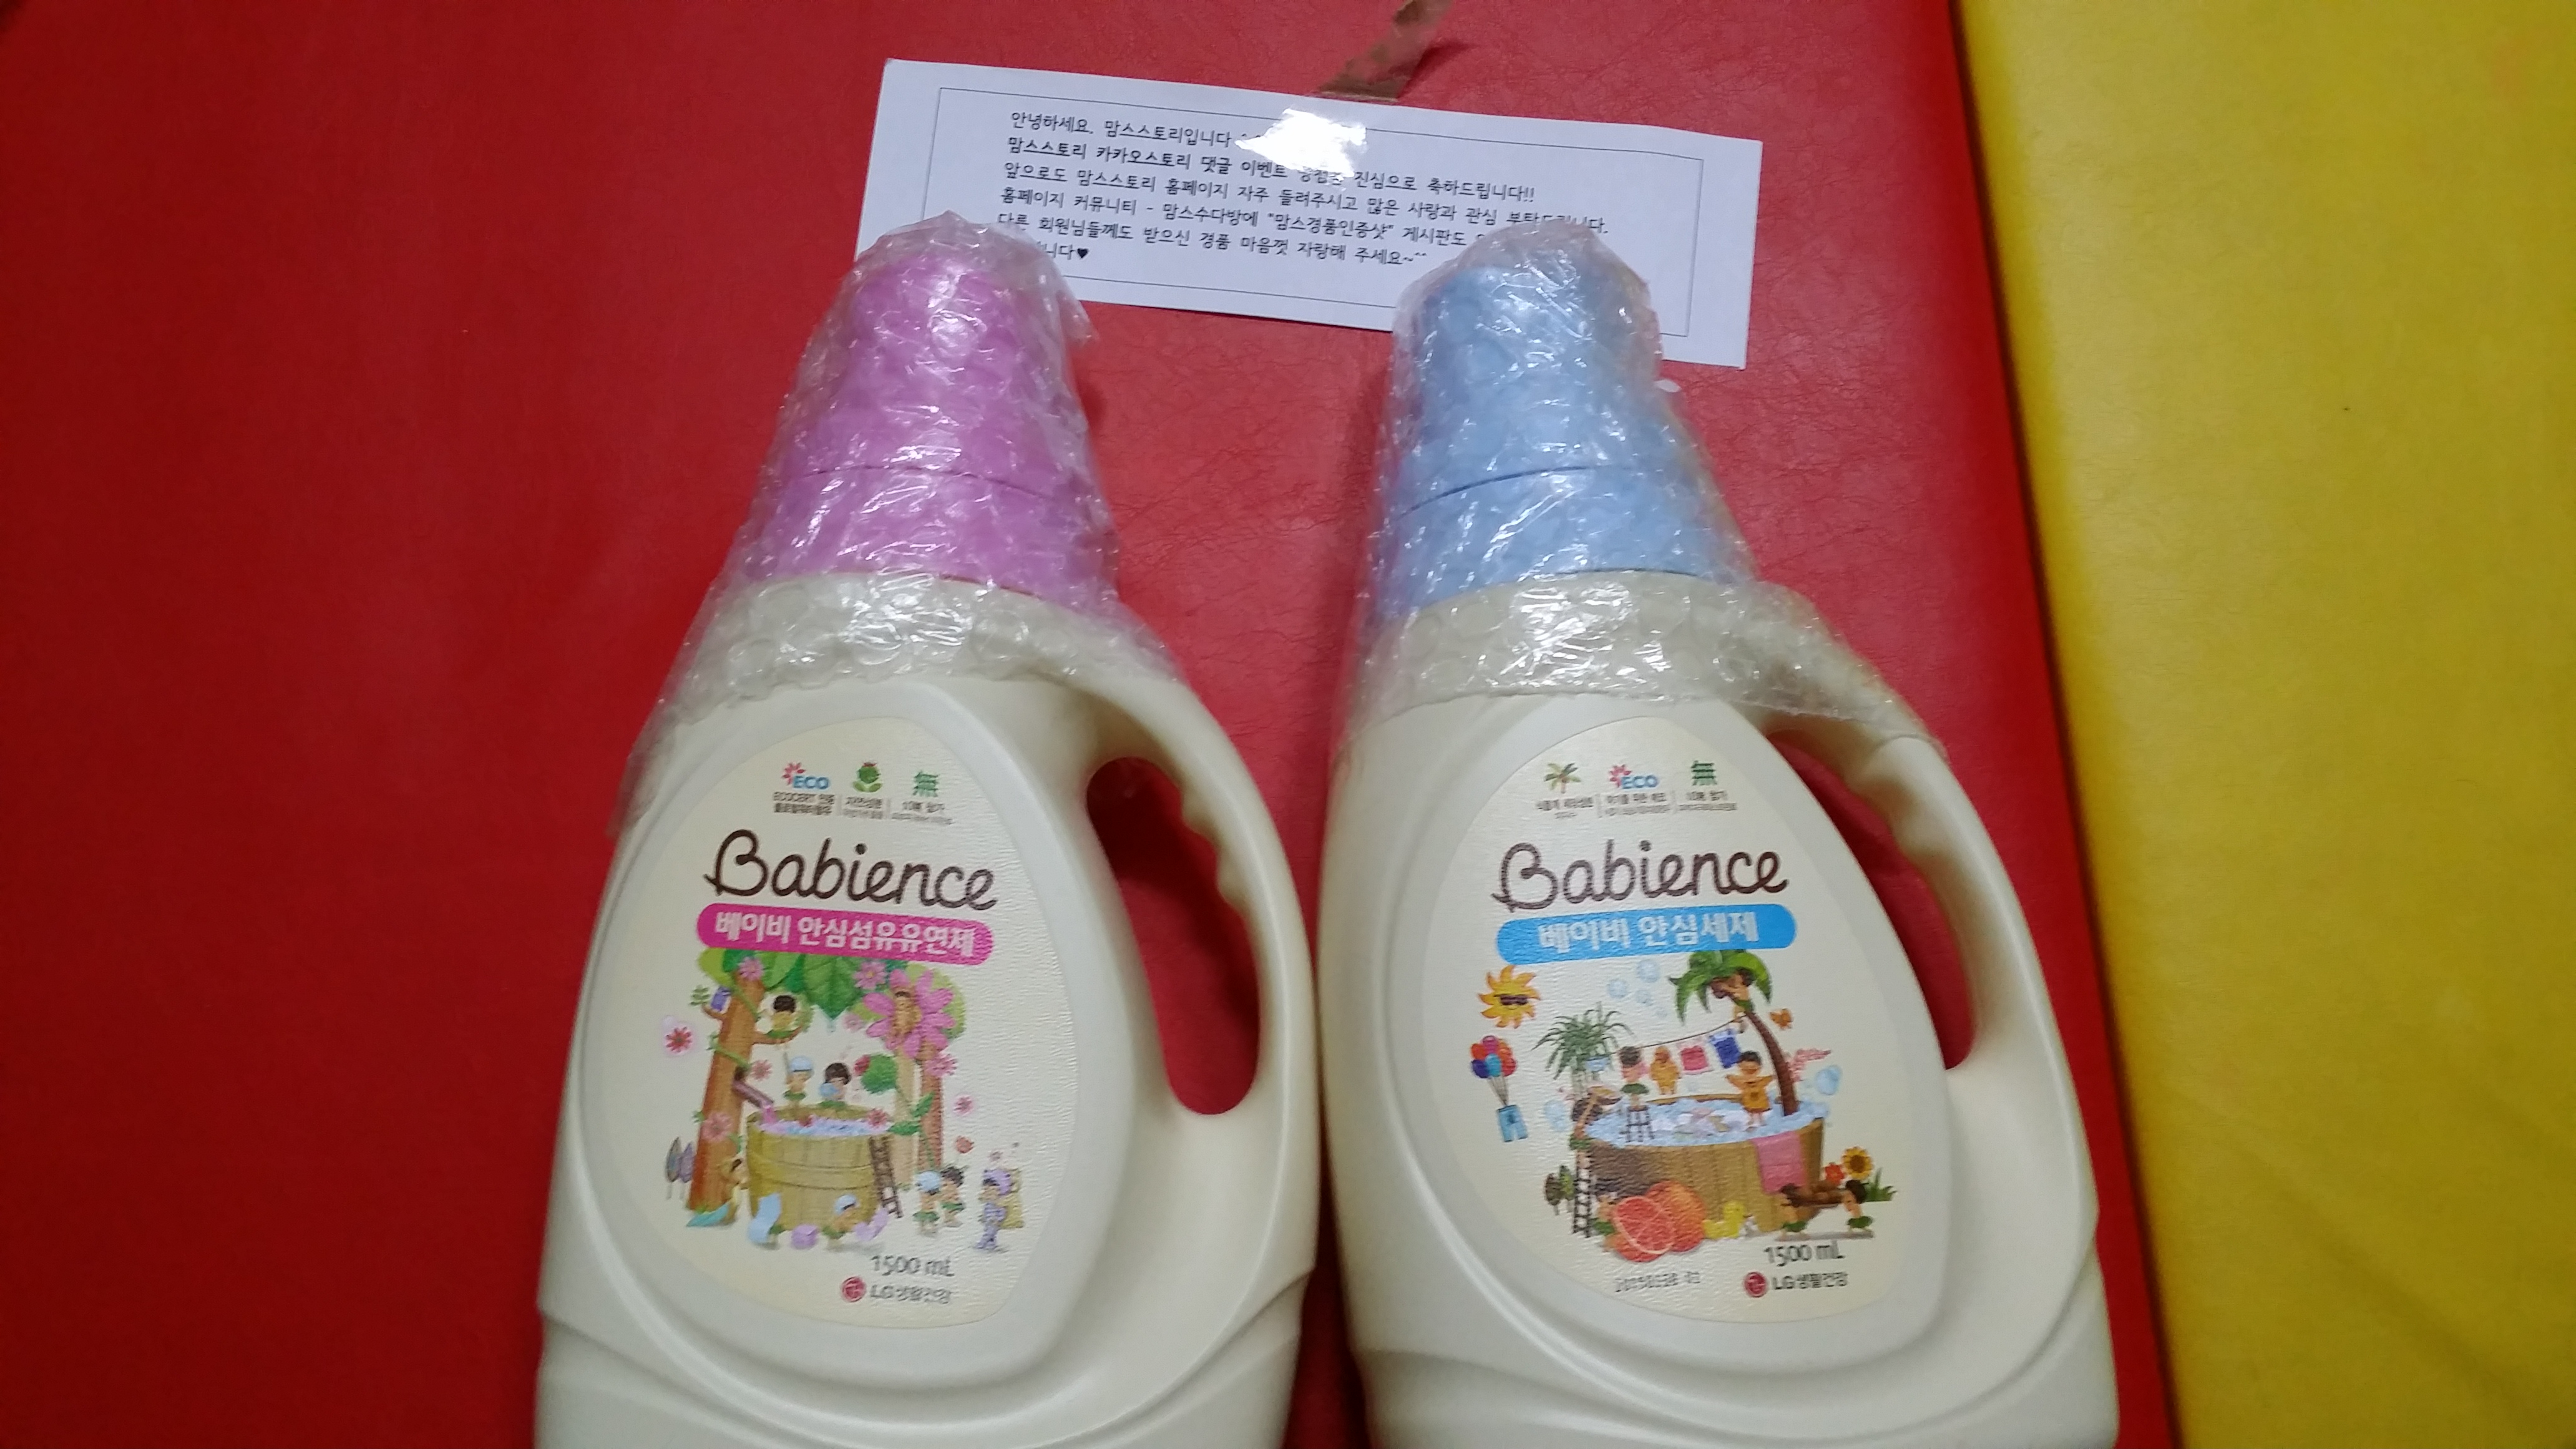 안녕하세요. 맘스스토리입니다
맘스스토리 카카오스토리 댓글 이벤트 진심으로 축하드립니다!!
앞으로도 맘스스토리 홈페이지 자주 들려주시고 많은 사랑과 관심
홈페이지 커뮤니티 - 맘스수다방에 "맘스경품인증샷" 게시판도
다른 회원님들께도 받으신 경품 마음껏 자랑해 주세요~^^
니다♥
ECO
ECOCERT 인증
자연성분
無
Babience
베이비 안심섬유유연제
1500 mL
LG생활건강
ECO
無
Babience
베이비 안심세제
1500 mL
LG생활건강